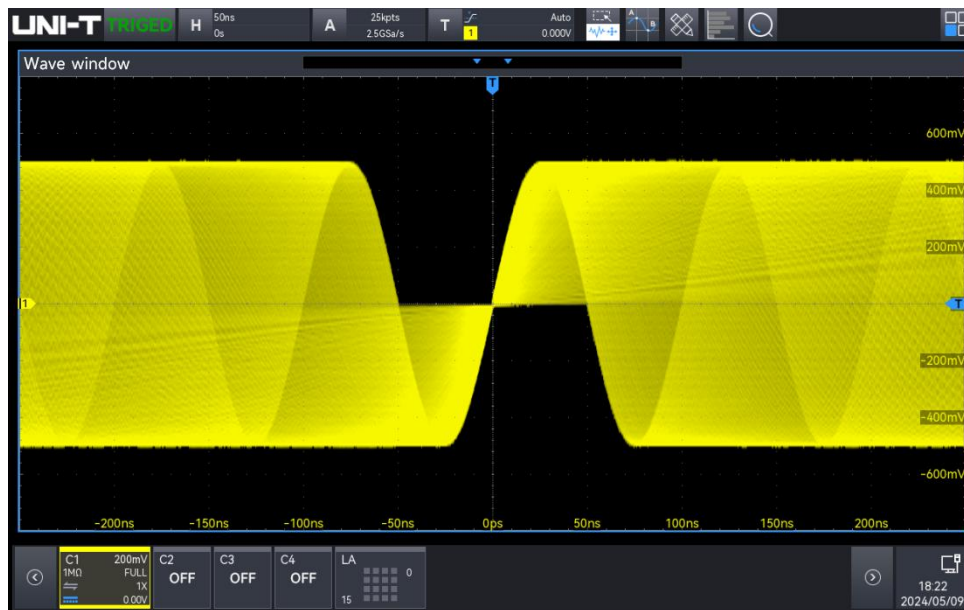 UNI-T TRIGED H 50ns 0s A 25kpts 2.5GSa/s T 1 Auto 0.000V A B
Wave window
T
600mV
400mV
200mV
1 T
-200mV
-400mV
-600mV
-200ns -150ns -100ns -50ns 0ps 50ns 100ns 150ns 200ns
C1 200mV C2 C3 C4 LA
1MΩ FULL OFF OFF OFF 0
1X
0.00V 15
18:22
2024/05/09